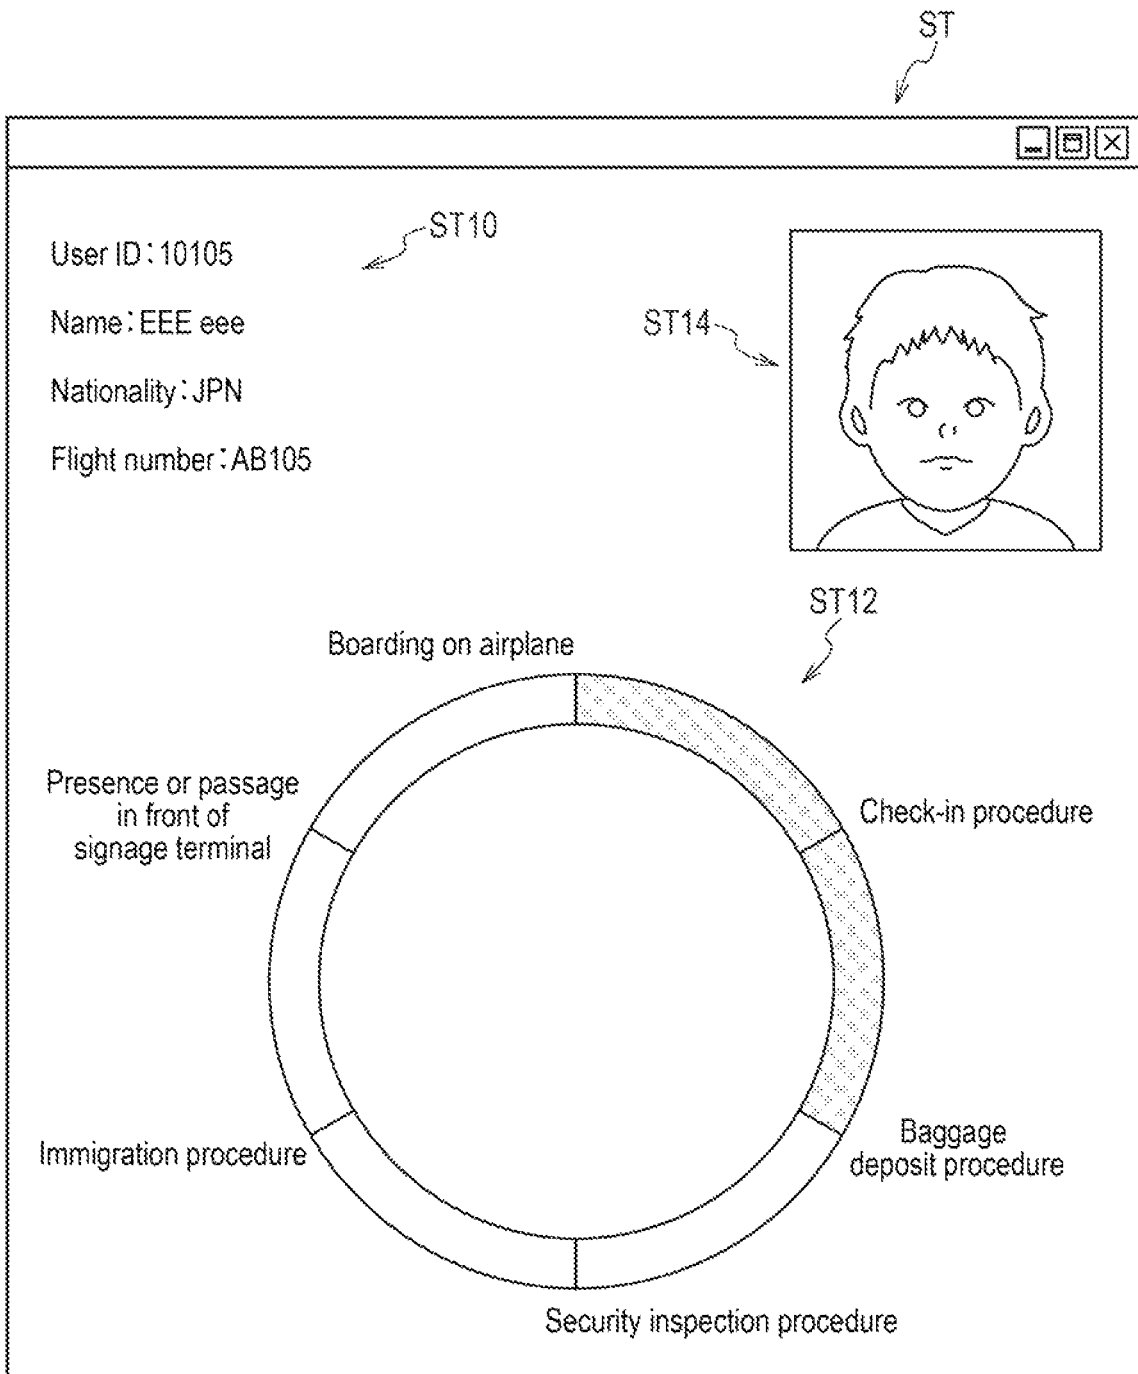 ST
User ID:10105
ST10
Name:EEE eee
ST14
Nationality:JPN
Flight number:AB105
ST12
Boarding on airplane
Presence or passage
in front of
signage terminal
Check-in procedure
Immigration procedure
Baggage
deposit procedure
Security inspection procedure